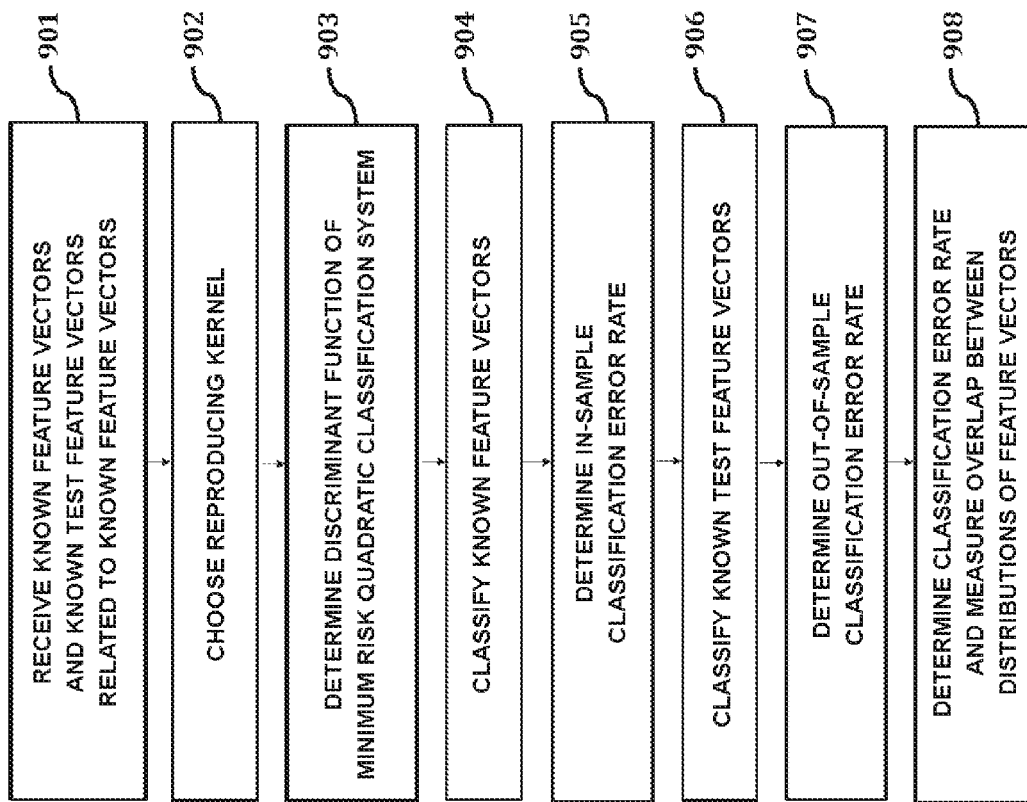 RECEIVE KNOWN FEATURE VECTORS
AND KNOWN TEST FEATURE VECTORS
RELATED TO KNOWN FEATURE VECTORS
901
CHOOSE REPRODUCING KERNEL
902
DETERMINE DISCRIMINANT FUNCTION OF
MINIMUM RISK QUADRATIC CLASSIFICATION SYSTEM
903
CLASSIFY KNOWN FEATURE VECTORS
904
DETERMINE IN-SAMPLE
CLASSIFICATION ERROR RATE
905
CLASSIFY KNOWN TEST FEATURE VECTORS
906
DETERMINE OUT-OF-SAMPLE
CLASSIFICATION ERROR RATE
907
DETERMINE CLASSIFICATION ERROR RATE
AND MEASURE OVERLAP BETWEEN
DISTRIBUTIONS OF FEATURE VECTORS
908